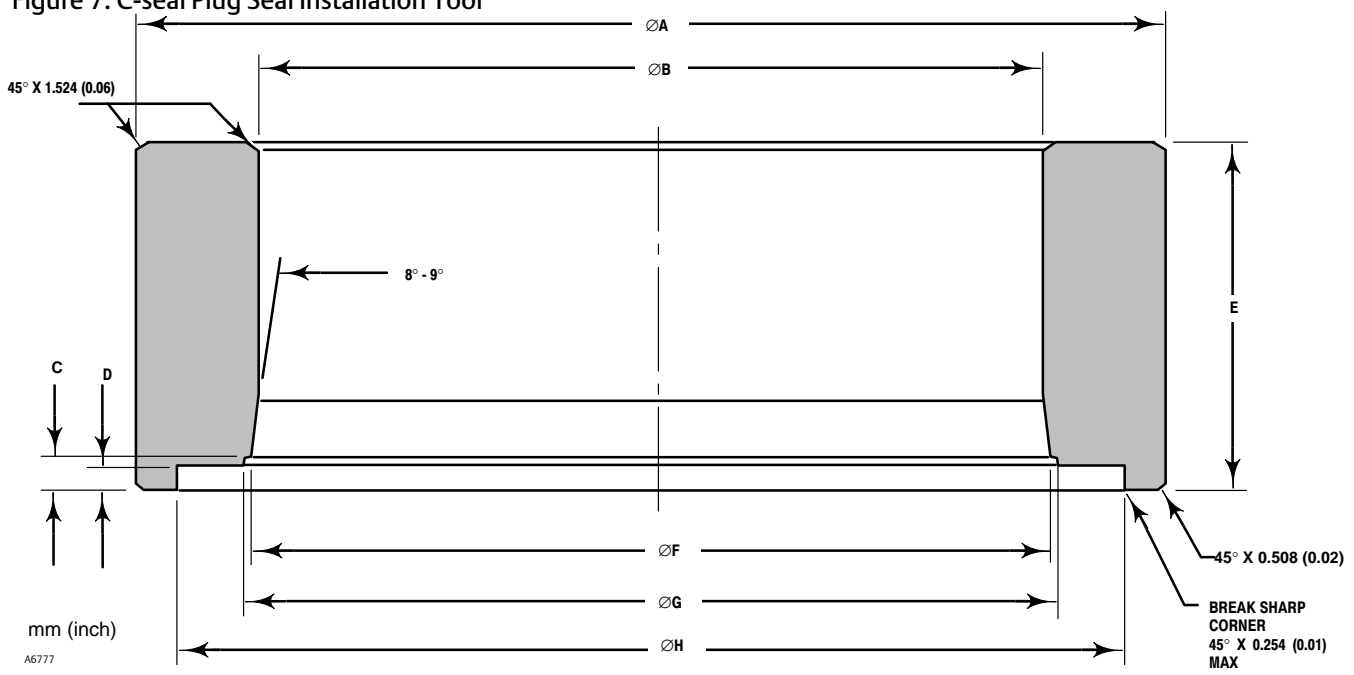 Figure 7. C-seal Plug Seal Installation Tool
∅A
∅B
45° X 1.524 (0.06)
8° - 9°
E
C
D
∅F
45° X 0.508 (0.02)
∅G
BREAK SHARP
CORNER
45° X 0.254 (0.01)
MAX
mm (inch)
∅H
A6777